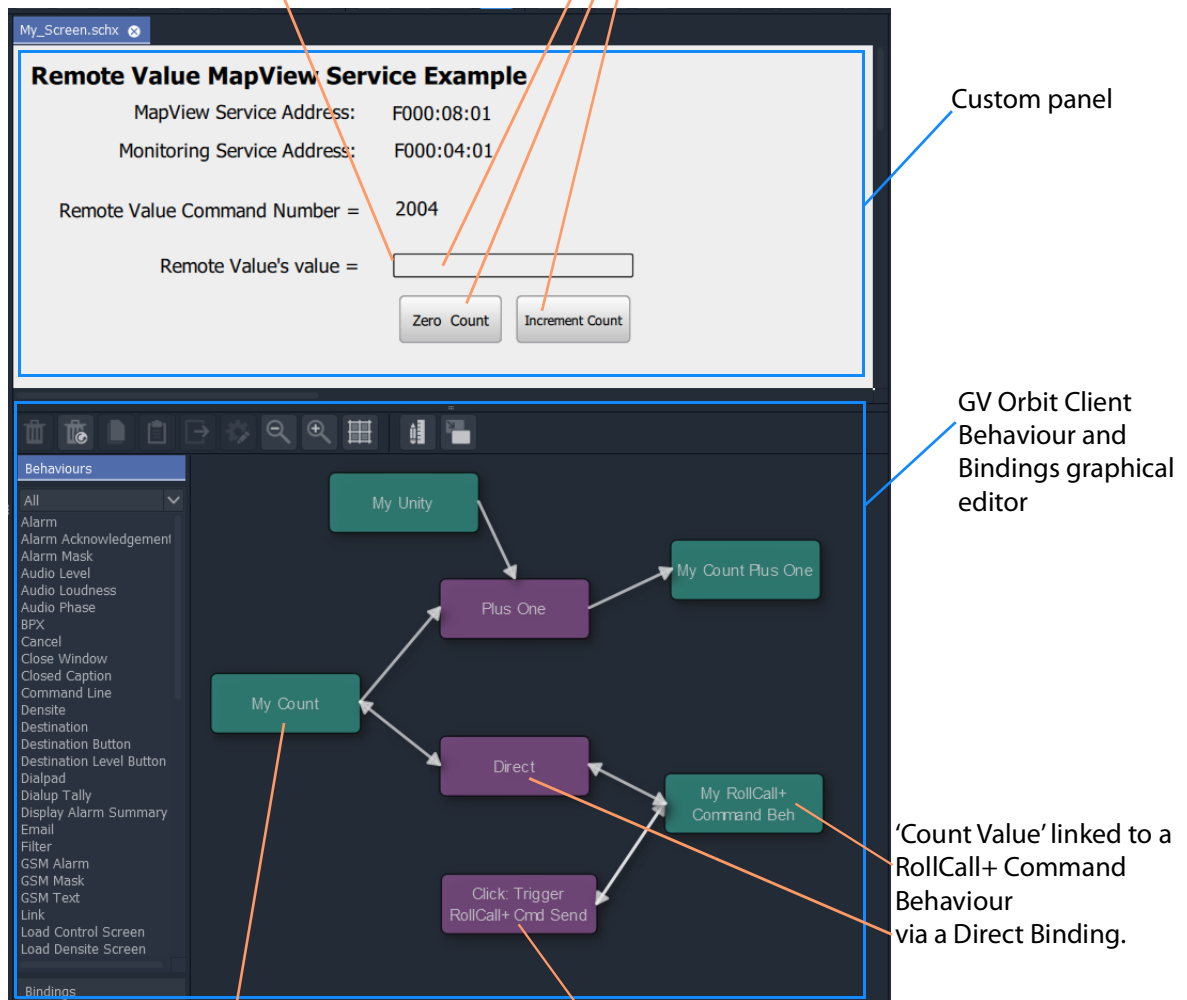 My_Screen.schx
Remote Value MapView Service Example
MapView Service Address: F000:08:01
Monitoring Service Address: F000:04:01
Remote Value Command Number = 2004
Remote Value's value =
Zero Count
Increment Count
Custom panel
GV Orbit Client
Behaviour and
Bindings graphical
editor
Behaviours
All
Alarm
Alarm Acknowledgement
Alarm Mask
Audio Level
Audio Loudness
Audio Phase
BPX
Cancel
Close Window
Closed Caption
Command Line
Densite
Destination
Destination Button
Destination Level Button
Dialpad
Dialup Tally
Display Alarm Summary
Email
Filter
GSM Alarm
GSM Mask
GSM Text
Link
Load Control Screen
Load Densite Screen
Bindings
My Unity
My Count Plus One
Plus One
My Count
Direct
My RollCall+
Command Beh
Click: Trigger
RollCall+ Cmd Send
‘Count Value’ linked to a
RollCall+ Command
Behaviour
via a Direct Binding.